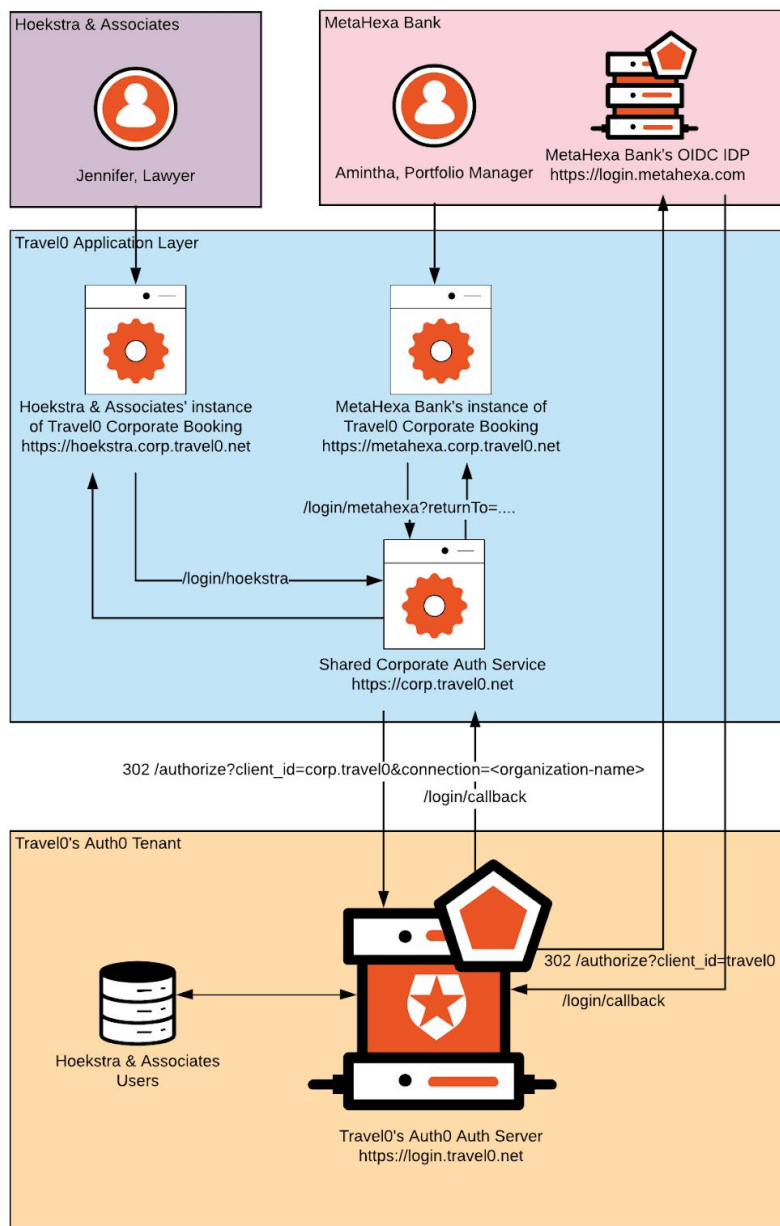 Hoekstra & Associates
MetaHexa Bank
Jennifer, Lawyer
Amintha, Portfolio Manager
MetaHexa Bank's OIDC IDP
https://login.metahexa.com
Travel0 Application Layer
Hoekstra & Associates' instance
of Travel0 Corporate Booking
https://hoekstra.corp.travel0.net
MetaHexa Bank's instance of
Travel0 Corporate Booking
https://metahexa.corp.travel0.net
/login/metahexa?returnTo=....
/login/hoekstra
Shared Corporate Auth Service
https://corp.travel0.net
302 /authorize?client_id=corp.travel0&connection=<organization-name>
/login/callback
Travel0's Auth0 Tenant
302 /authorize?client_id=travel0
/login/callback
Hoekstra & Associates
Users
Travel0's Auth0 Auth Server
https://login.travel0.net